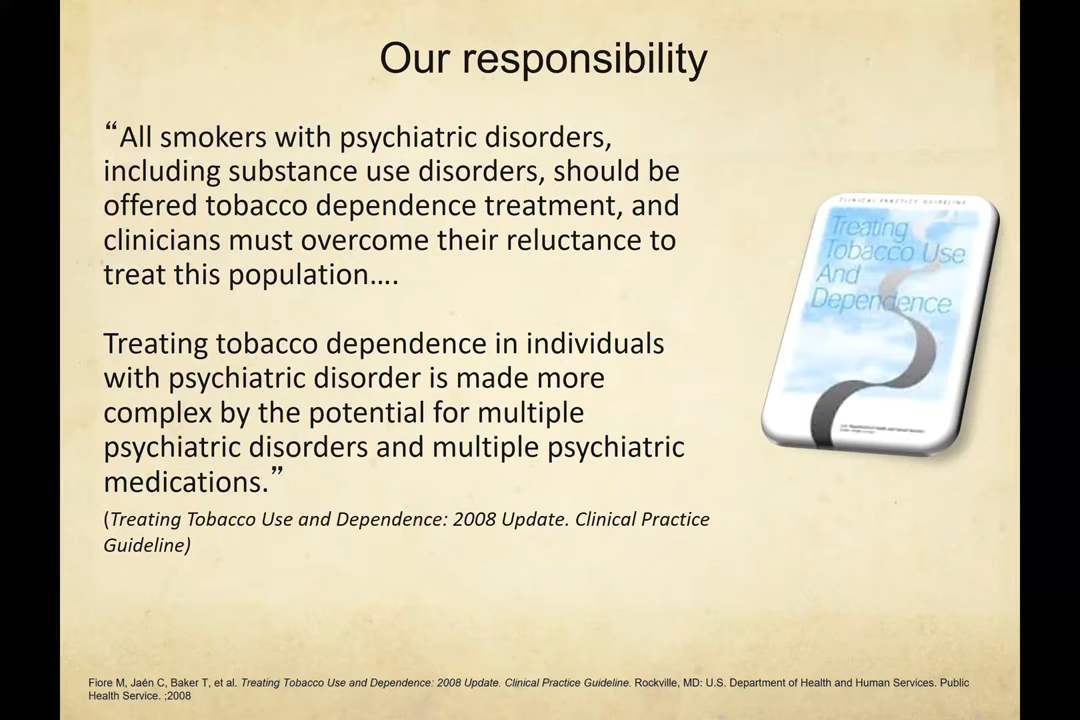 Our responsibility
“All smokers with psychiatric disorders,
including substance use disorders, should be
offered tobacco dependence treatment, and
clinicians must overcome their reluctance to
treat this population….
Treating tobacco dependence in individuals
with psychiatric disorder is made more
complex by the potential for multiple
psychiatric disorders and multiple psychiatric
medications.”
(Treating Tobacco Use and Dependence: 2008 Update. Clinical Practice
Guideline)
CLINICAL PRACTICE GUIDELINE
Treating
Tobacco Use
And
Dependence
Fiore M, Jaén C, Baker T, et al. Treating Tobacco Use and Dependence: 2008 Update. Clinical Practice Guideline. Rockville, MD: U.S. Department of Health and Human Services. Public
Health Service. ;2008